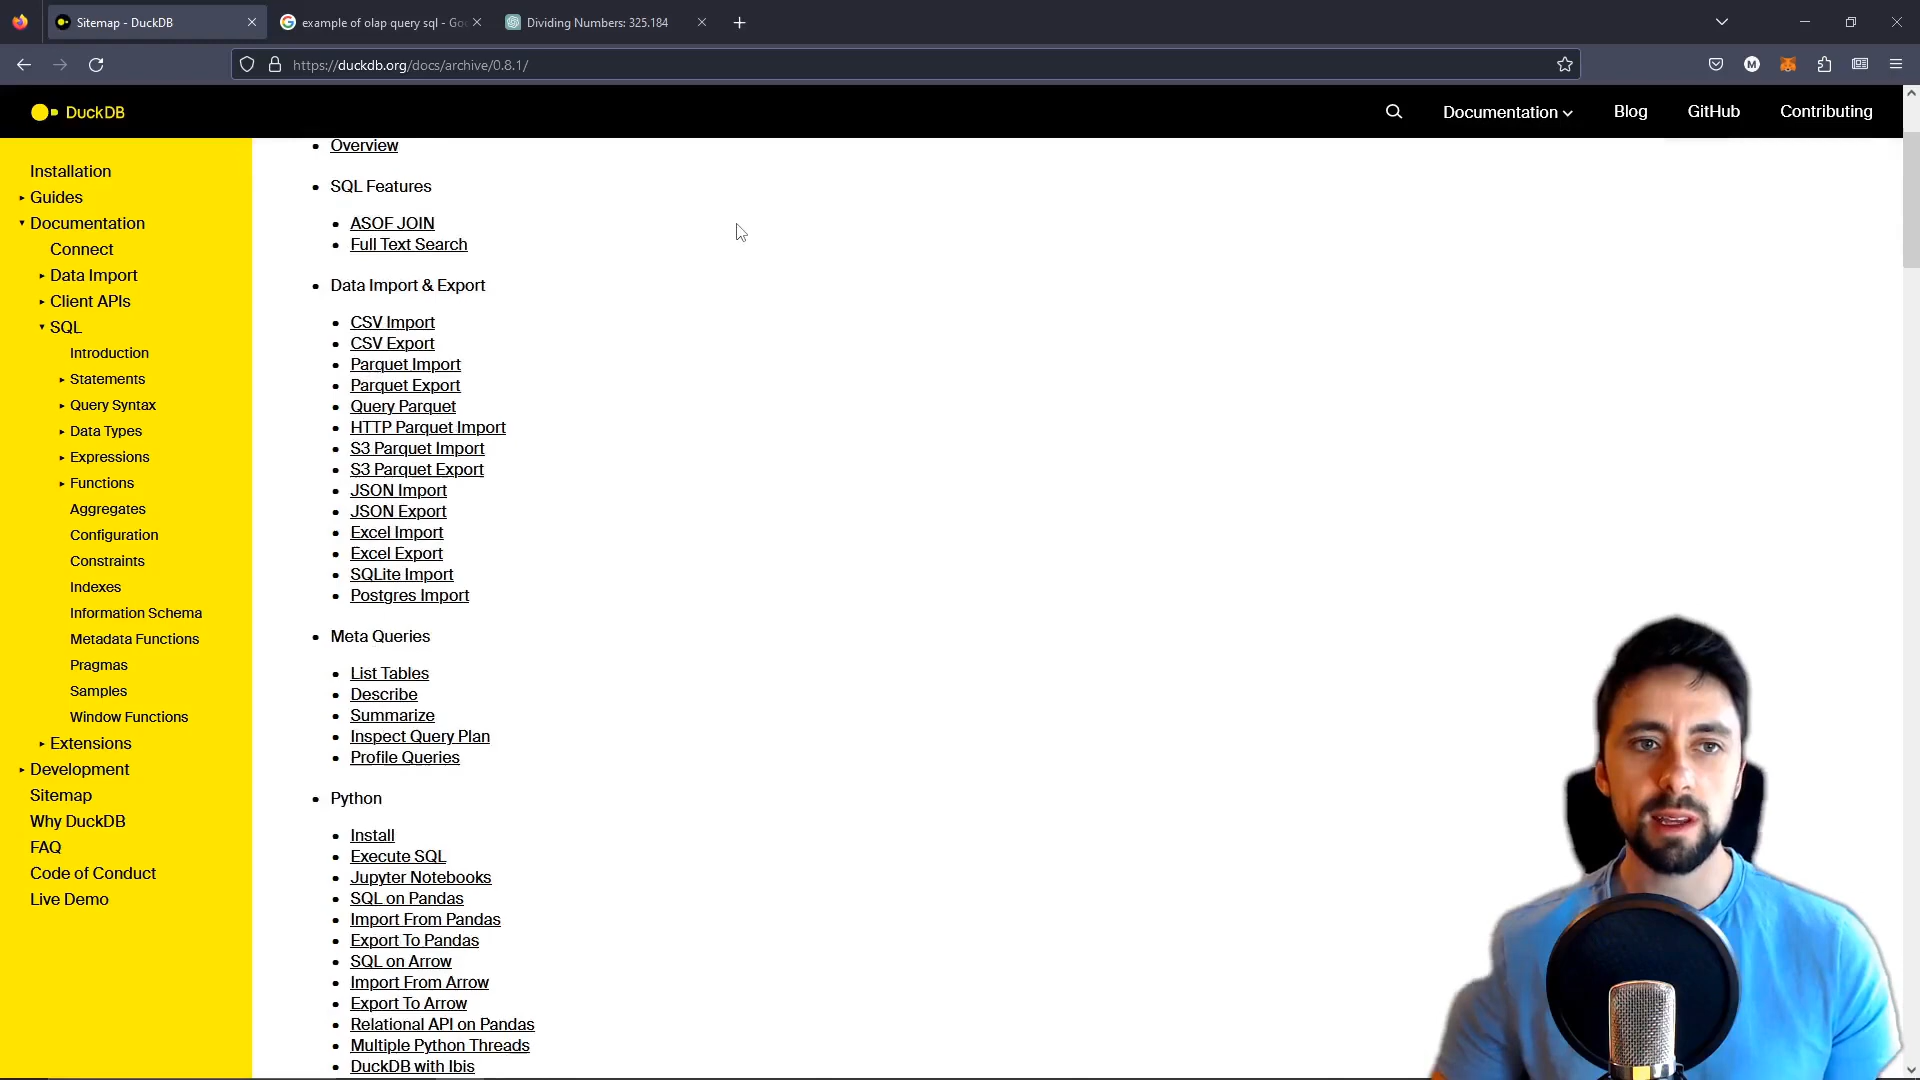 Sitemap - DuckDB
example of olap query sql - Goo
Dividing Numbers: 325.184
https://duckdb.org/docs/archive/0.8.1/
M
DuckDB
Documentation
Blog
GitHub
Contributing
Installation
Guides
Documentation
Connect
Data Import
Client APIs
SQL
Introduction
Statements
Query Syntax
Data Types
Expressions
Functions
Aggregates
Configuration
Constraints
Indexes
Information Schema
Metadata Functions
Pragmas
Samples
Window Functions
Extensions
Development
Sitemap
Why DuckDB
FAQ
Code of Conduct
Live Demo
Overview
SQL Features
ASOF JOIN
Full Text Search
Data Import & Export
CSV Import
CSV Export
Parquet Import
Parquet Export
Query Parquet
HTTP Parquet Import
S3 Parquet Import
S3 Parquet Export
JSON Import
JSON Export
Excel Import
Excel Export
SQLite Import
Postgres Import
Meta Queries
List Tables
Describe
Summarize
Inspect Query Plan
Profile Queries
Python
Install
Execute SQL
Jupyter Notebooks
SQL on Pandas
Import From Pandas
Export To Pandas
SQL on Arrow
Import From Arrow
Export To Arrow
Relational API on Pandas
Multiple Python Threads
DuckDB with Ibis